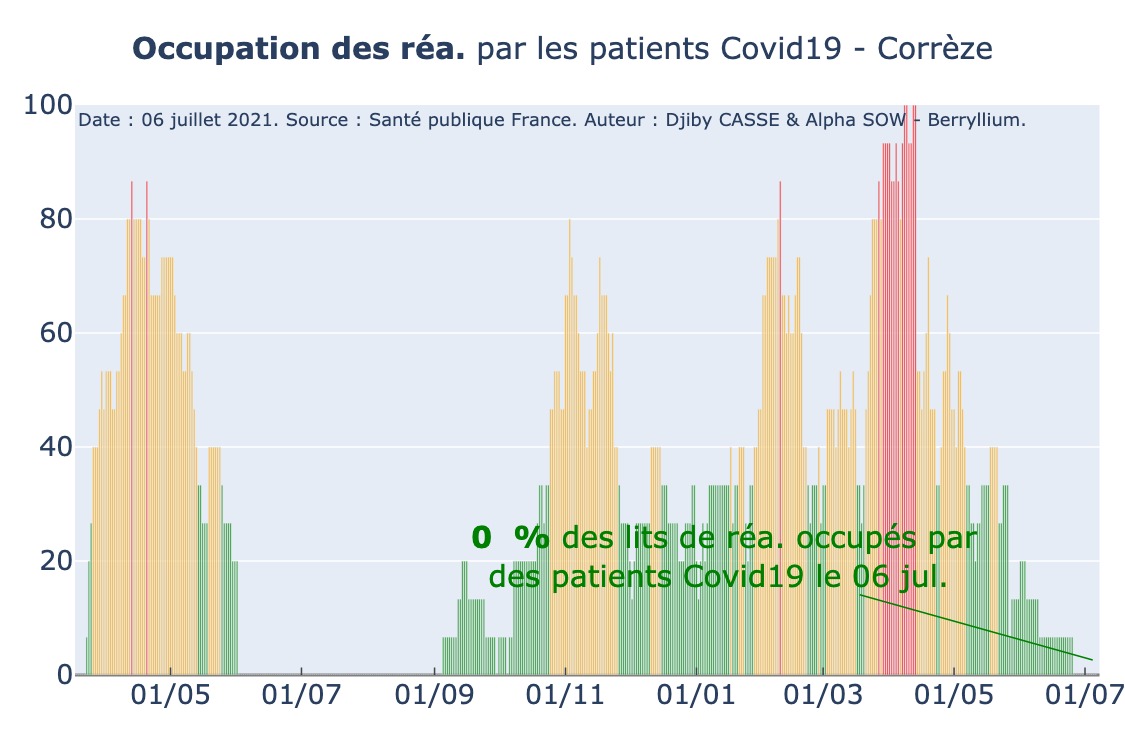 Occupation des réa. par les patients Covid19 - Corrèze
100
Date : 06 juillet 2021. Source : Santé publique France. Auteur : Djiby CASSE & Alpha SOW - Berryllium.
80
60
40
0 % des lits de réa. occupés par
20
des patients Covid19 le 06 jul.
0
01/05 01/07 01/09 01/11 01/01 01/03 01/05 01/07